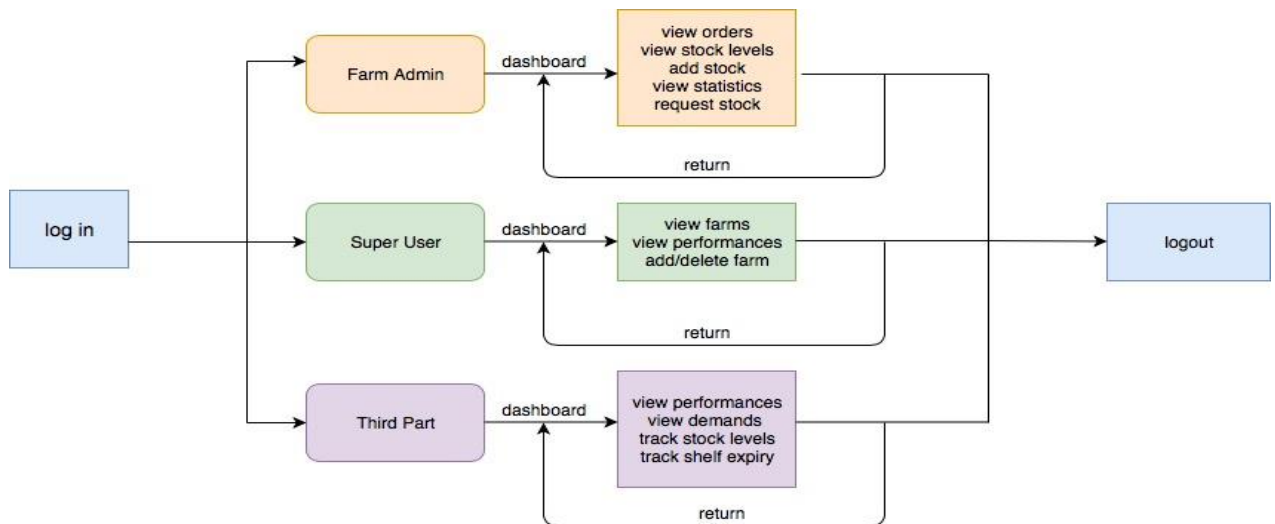 view orders
view stock levels
add stock
view statistics
request stock
dashboard
Farm Admin
return
log in
Super User
dashboard
view farms
view performances
add/delete farm
logout
return
Third Part
dashboard
view performances
view demands
track stock levels
track shelf expiry
return